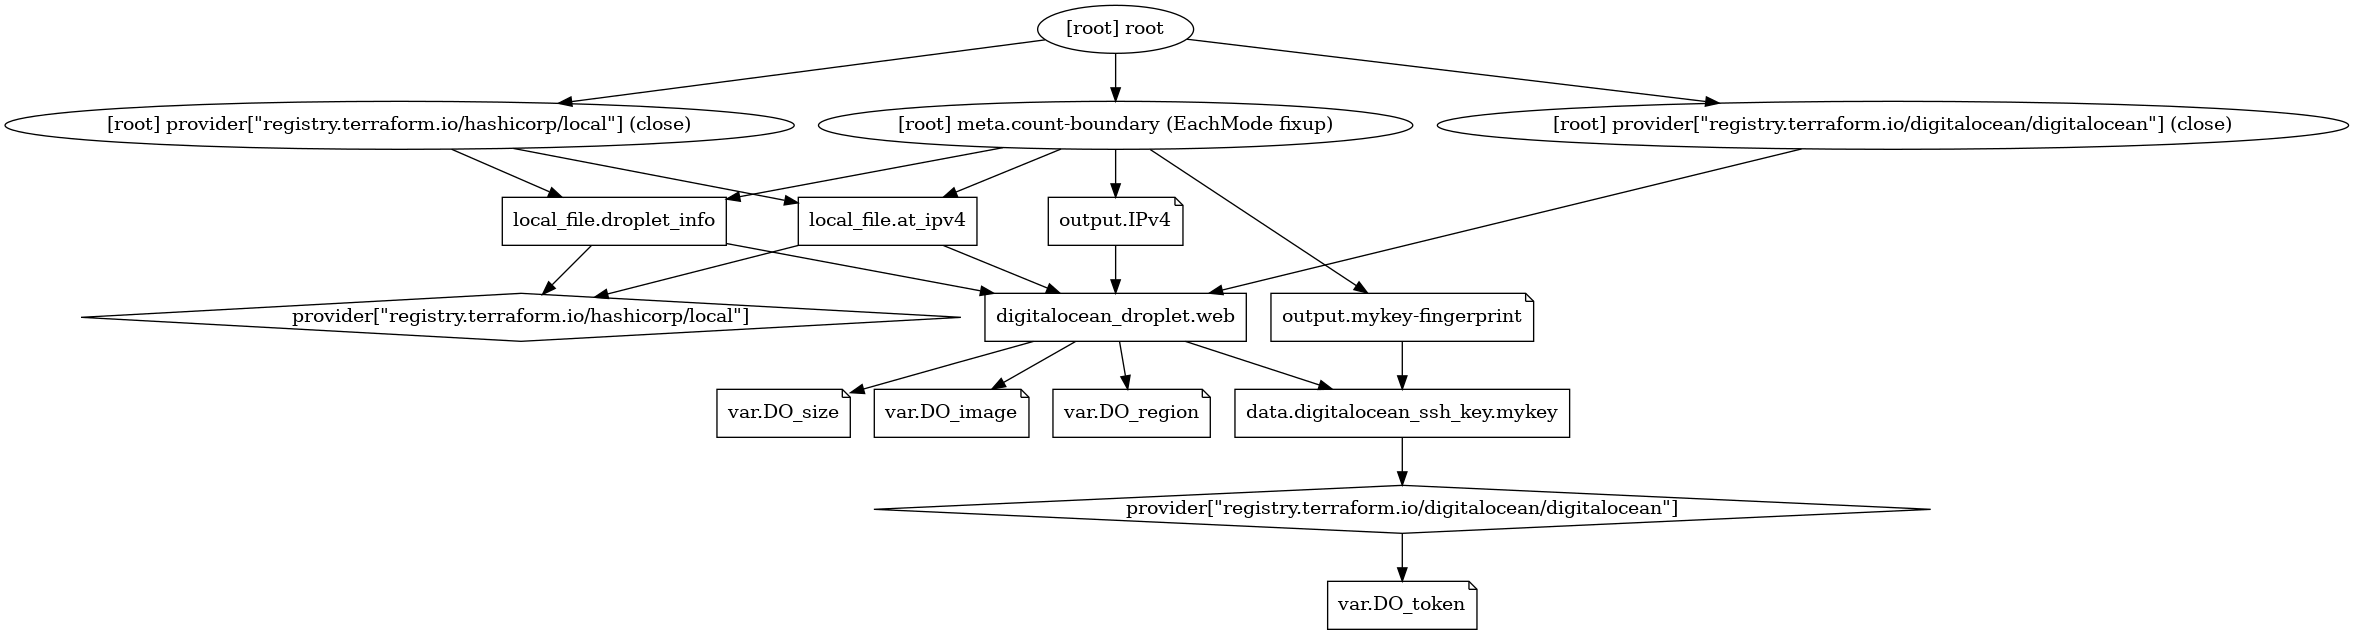 [root] root
[root] provider["registry.terraform.io/hashicorp/local"] (close)
[root] meta.count-boundary (EachMode fixup)
[root] provider["registry.terraform.io/digitalocean/digitalocean"] (close)
local_file.droplet_info
local_file.at_ipv4
output.IPv4
provider["registry.terraform.io/hashicorp/local"]
digitalocean_droplet.web
output.mykey-fingerprint
var.DO_size
var.DO_image
var.DO_region
data.digitalocean_ssh_key.mykey
provider["registry.terraform.io/digitalocean/digitalocean"]
var.DO_token